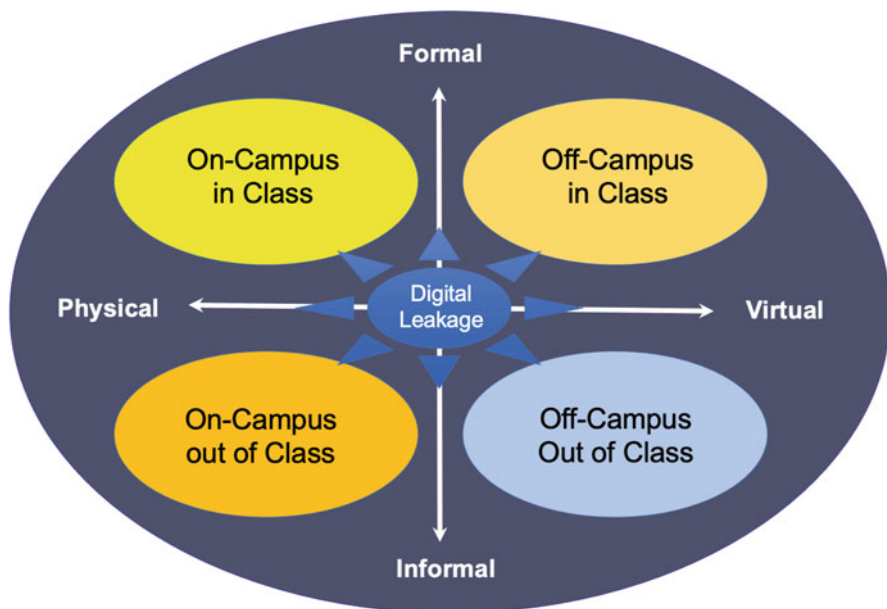 Formal
On-Campus
in Class
Off-Campus
in Class
Physical
Digital
Leakage
Virtual
On-Campus
out of Class
Off-Campus
Out of Class
Informal